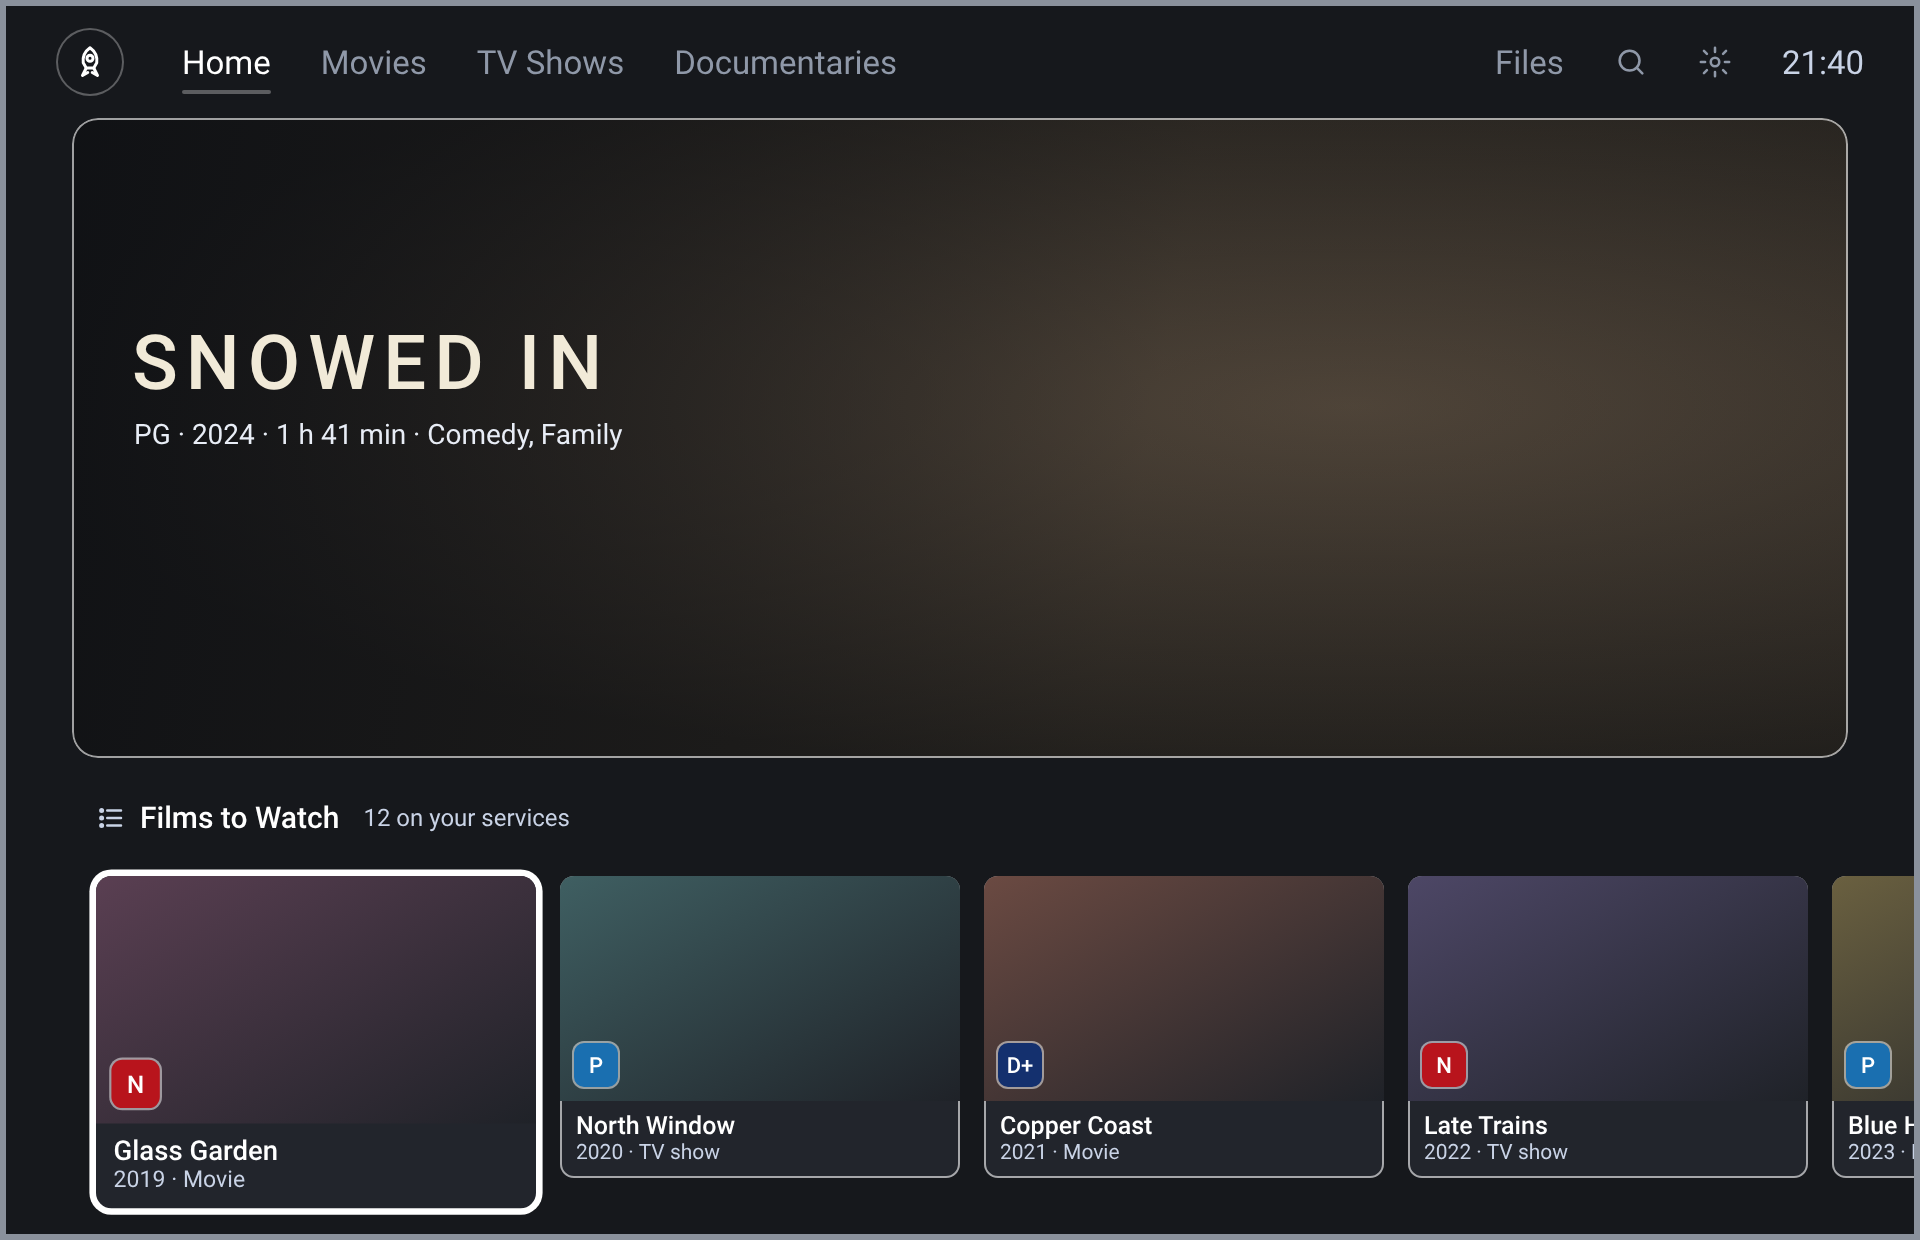 Home Movies TV Shows Documentaries Files 21:40
SNOWED IN
PG · 2024 · 1 h 41 min · Comedy, Family
Films to Watch 12 on your services
N
Glass Garden
2019 · Movie
P
North Window
2020 · TV show
D+
Copper Coast
2021 · Movie
N
Late Trains
2022 · TV show
P
Blue
2023 ·